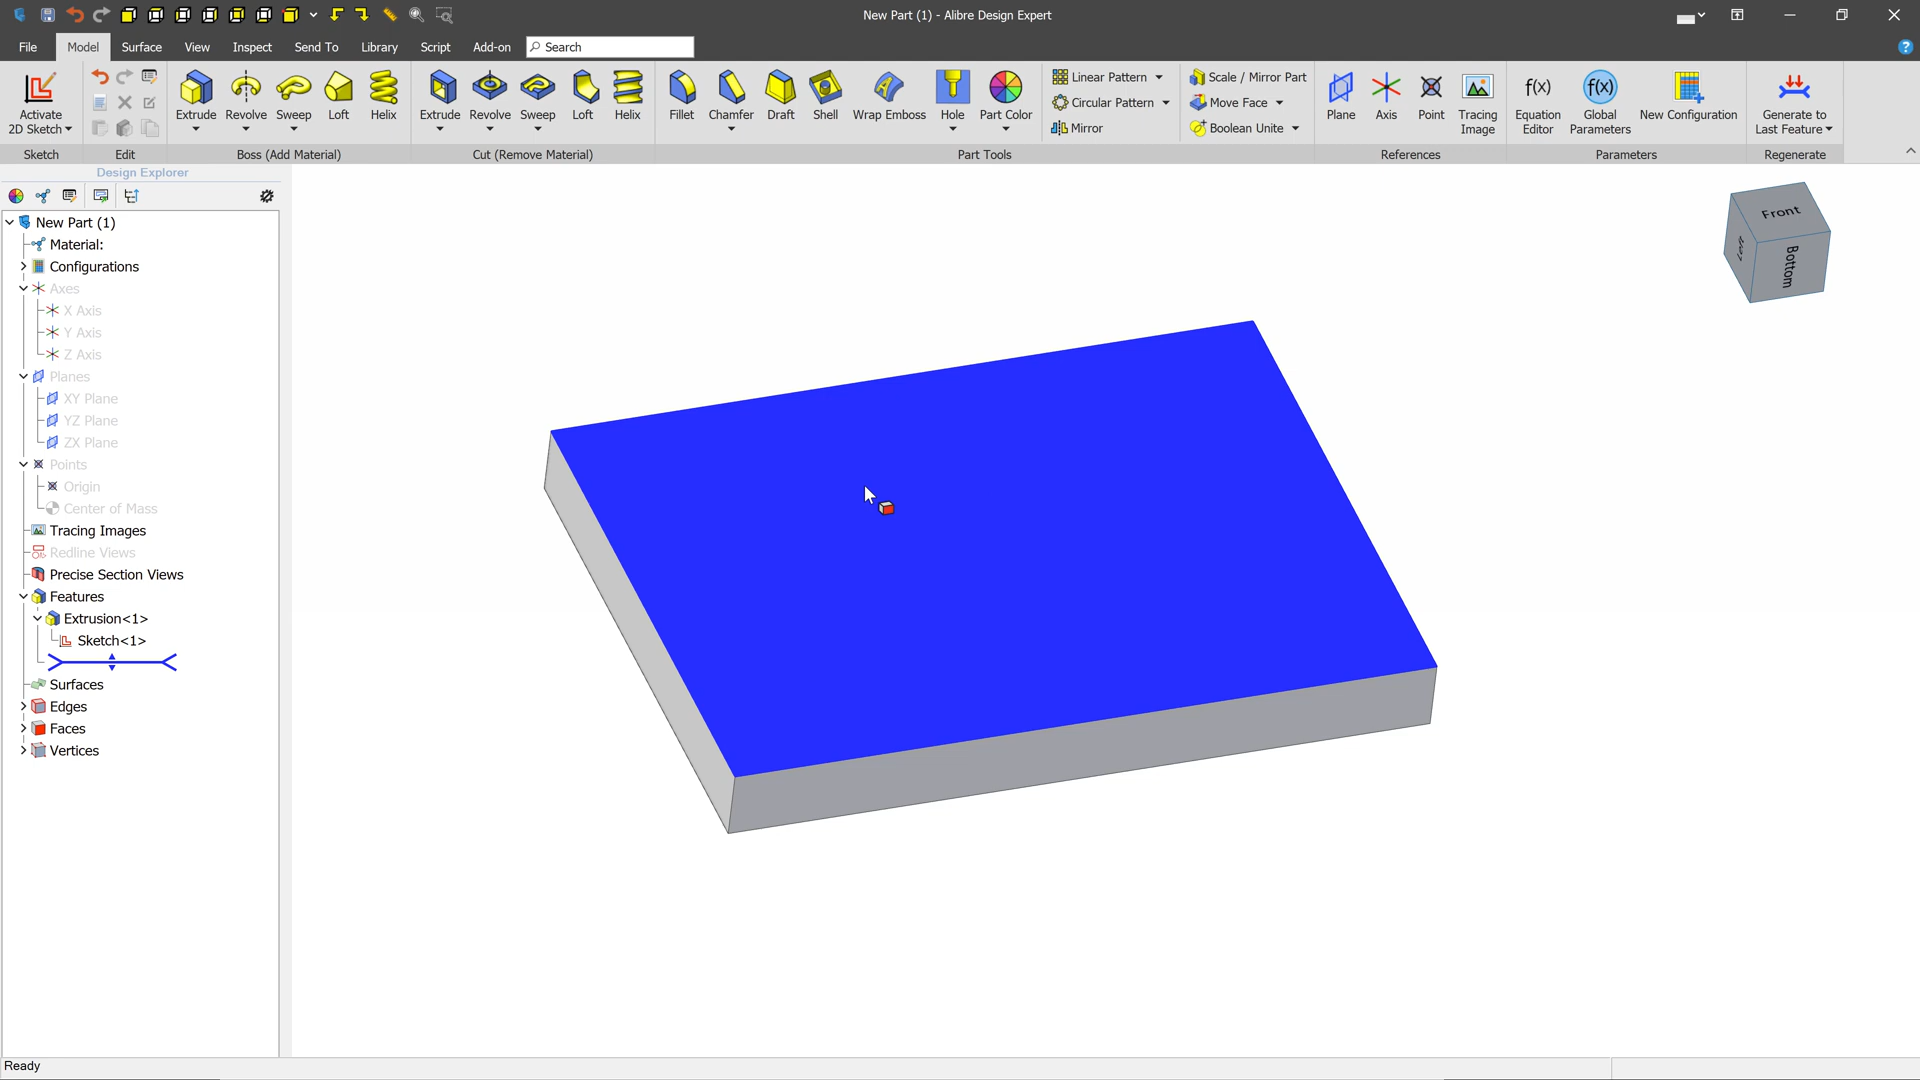 New Part (1) - Alibre Design Expert
File Model Surface View Inspect Send To Library Script Add-on Search
Activate 2D Sketch
Extrude Revolve Sweep Loft Helix
Extrude Revolve Sweep Loft Helix
Fillet Chamfer Draft Shell Wrap Emboss Hole Part Color
Linear Pattern
Circular Pattern
Mirror
Scale / Mirror Part
Move Face
Boolean Unite
Plane Axis Point Tracing Image
f(x) Equation Editor
f(x) Global Parameters
New Configuration
Generate to Last Feature
Sketch Edit Boss (Add Material) Cut (Remove Material) Part Tools References Parameters Regenerate
Design Explorer
New Part (1)
Material:
Configurations
Axes
X Axis
Y Axis
Z Axis
Planes
XY Plane
YZ Plane
ZX Plane
Points
Origin
Center of Mass
Tracing Images
Redline Views
Precise Section Views
Features
Extrusion<1>
Sketch<1>
Surfaces
Edges
Faces
Vertices
Front
Left
Bottom
Ready